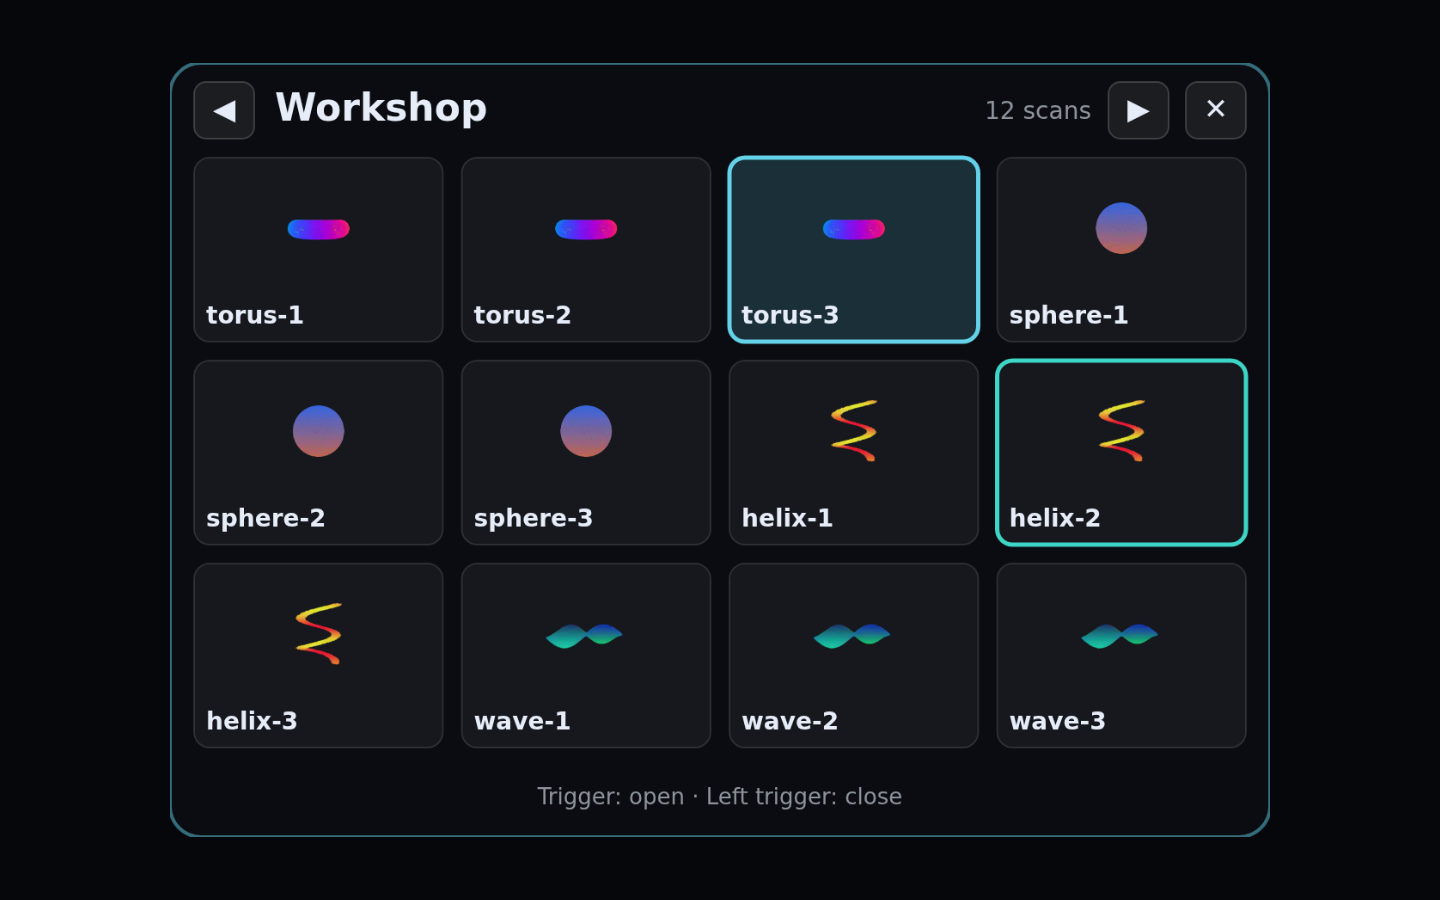 ◀ Workshop 12 scans ▶ ✕
torus-1 torus-2 torus-3 sphere-1
sphere-2 sphere-3 helix-1 helix-2
helix-3 wave-1 wave-2 wave-3
Trigger: open · Left trigger: close